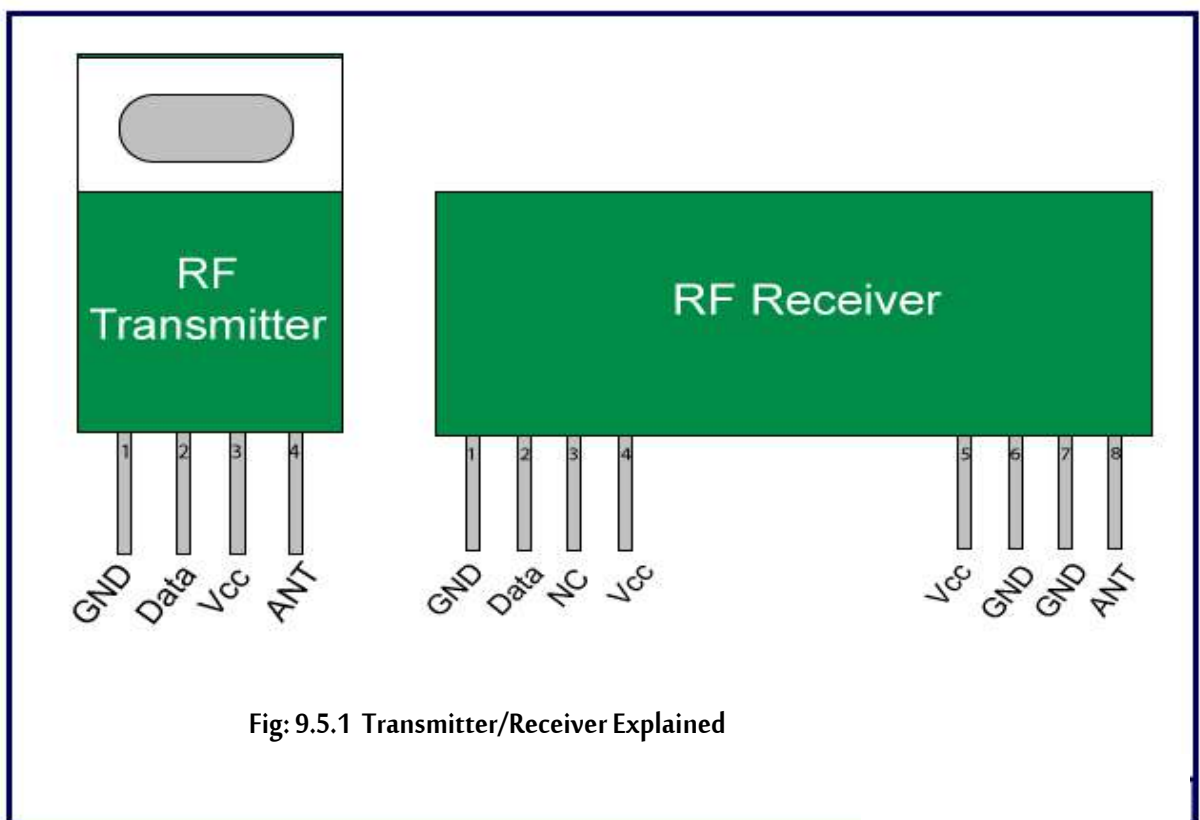 RF
Transmitter
RF Receiver
1 2 3 4
GND Data Vcc ANT
1 2 3 4 5 6 7 8
GND Data NC Vcc Vcc GND GND ANT
Fig: 9.5.1 Transmitter/Receiver Explained